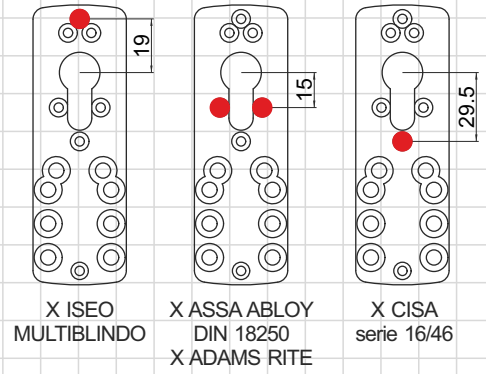 19
15
29.5
X ISEO
MULTIBLINDO
X ASSA ABLOY
DIN 18250
X ADAMS RITE
X CISA
serie 16/46